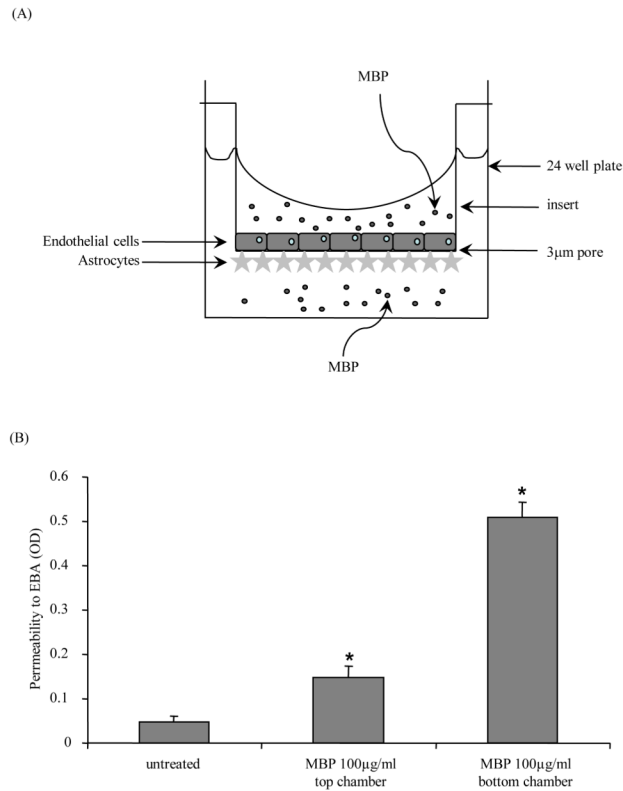 (A)
MBP
24 well plate
insert
Endothelial cells
3µm pore
Astrocytes
MBP
(B)
Perrmeability to EBA (OD)
0.6
0.5
0.4
0.3
0.2
0.1
0
*
*
untreated
MBP 100µg/ml
top chamber
MBP 100µg/ml
bottom chamber